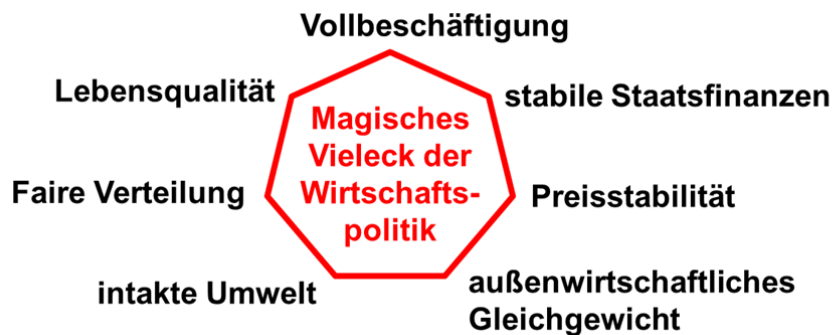 Vollbeschäftigung
Lebensqualität
stabile Staatsfinanzen
Magisches
Vieleck der
Wirtschafts-
politik
Faire Verteilung
Preisstabilität
intakte Umwelt
außenwirtschaftliches
Gleichgewicht